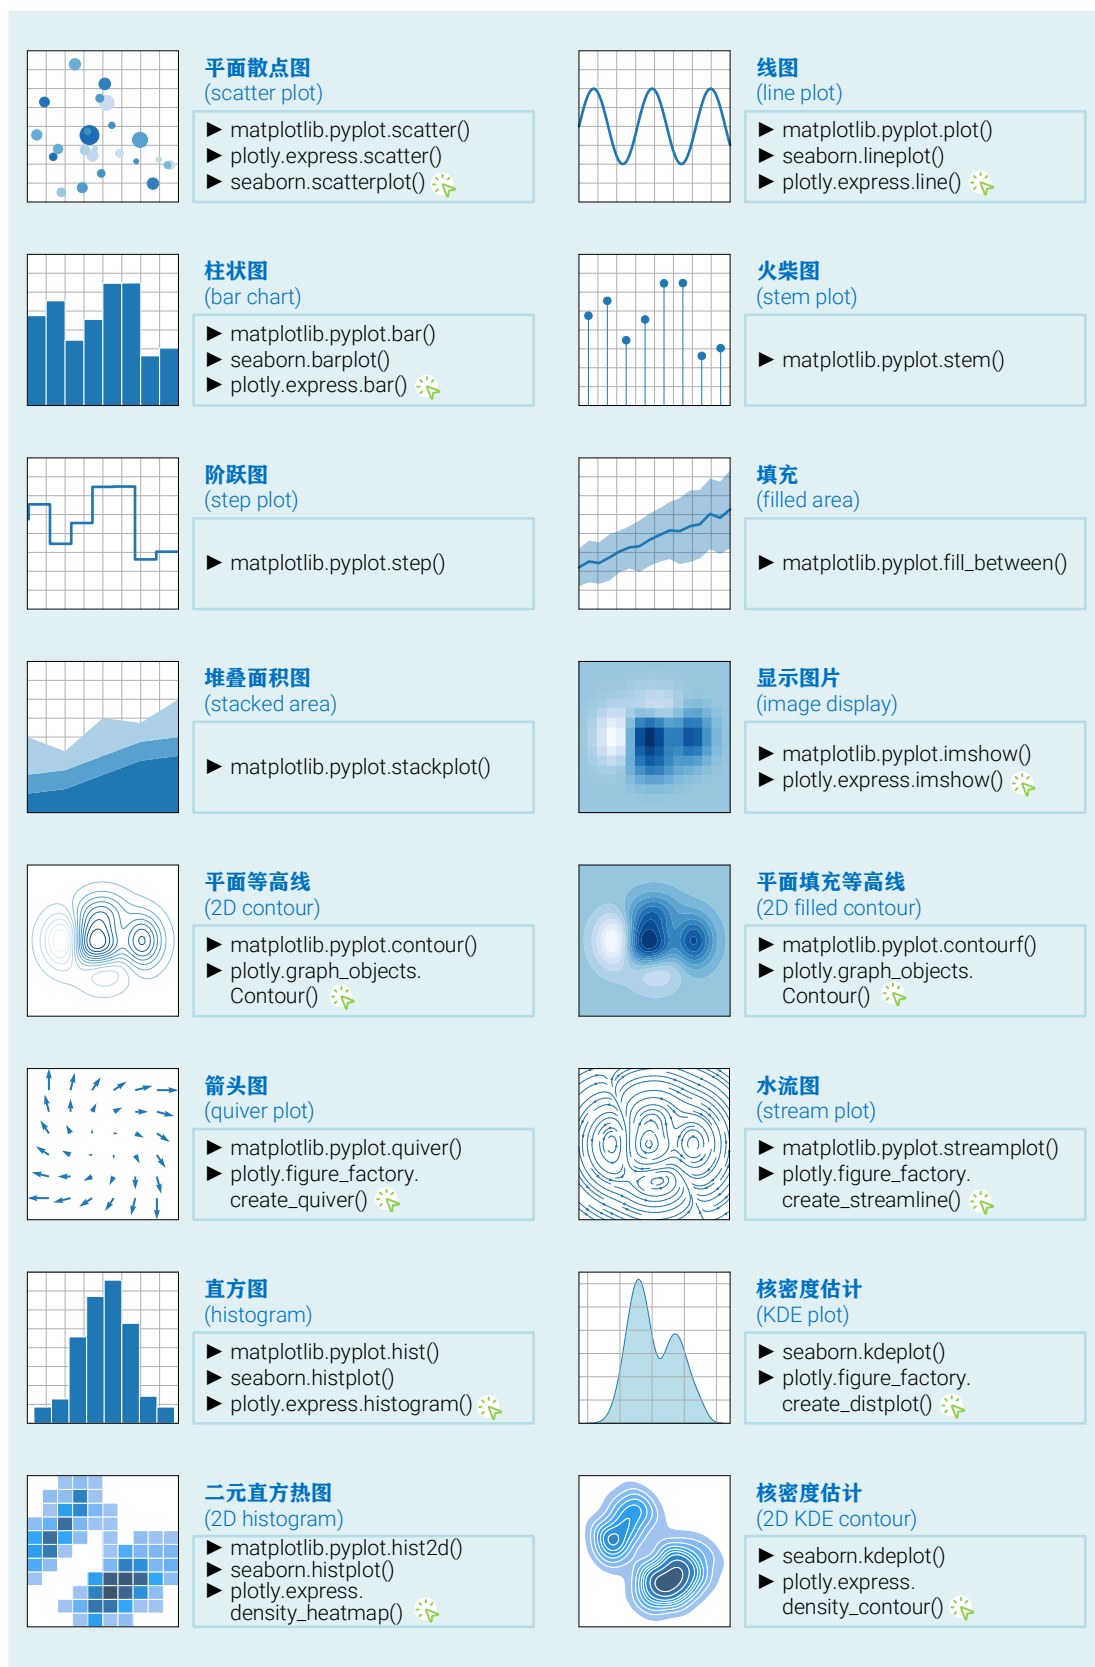 平面散点图
(scatter plot)
► matplotlib.pyplot.scatter()
► plotly.express.scatter()
► seaborn.scatterplot()
线图
(line plot)
► matplotlib.pyplot.plot()
► seaborn.lineplot()
► plotly.express.line()
柱状图
(bar chart)
► matplotlib.pyplot.bar()
► seaborn.barplot()
► plotly.express.bar()
火柴图
(stem plot)
► matplotlib.pyplot.stem()
阶跃图
(step plot)
► matplotlib.pyplot.step()
填充
(filled area)
► matplotlib.pyplot.fill_between()
堆叠面积图
(stacked area)
► matplotlib.pyplot.stackplot()
显示图片
(image display)
► matplotlib.pyplot.imshow()
► plotly.express.imshow()
平面等高线
(2D contour)
► matplotlib.pyplot.contour()
► plotly.graph_objects.
Contour()
平面填充等高线
(2D filled contour)
► matplotlib.pyplot.contourf()
► plotly.graph_objects.
Contour()
箭头图
(quiver plot)
► matplotlib.pyplot.quiver()
► plotly.figure_factory.
create_quiver()
水流图
(stream plot)
► matplotlib.pyplot.streamplot()
► plotly.figure_factory.
create_streamline()
直方图
(histogram)
► matplotlib.pyplot.hist()
► seaborn.histplot()
► plotly.express.histogram()
核密度估计
(KDE plot)
► seaborn.kdeplot()
► plotly.figure_factory.
create_distplot()
二元直方热图
(2D histogram)
► matplotlib.pyplot.hist2d()
► seaborn.histplot()
► plotly.express.
density_heatmap()
核密度估计
(2D KDE contour)
► seaborn.kdeplot()
► plotly.express.
density_contour()